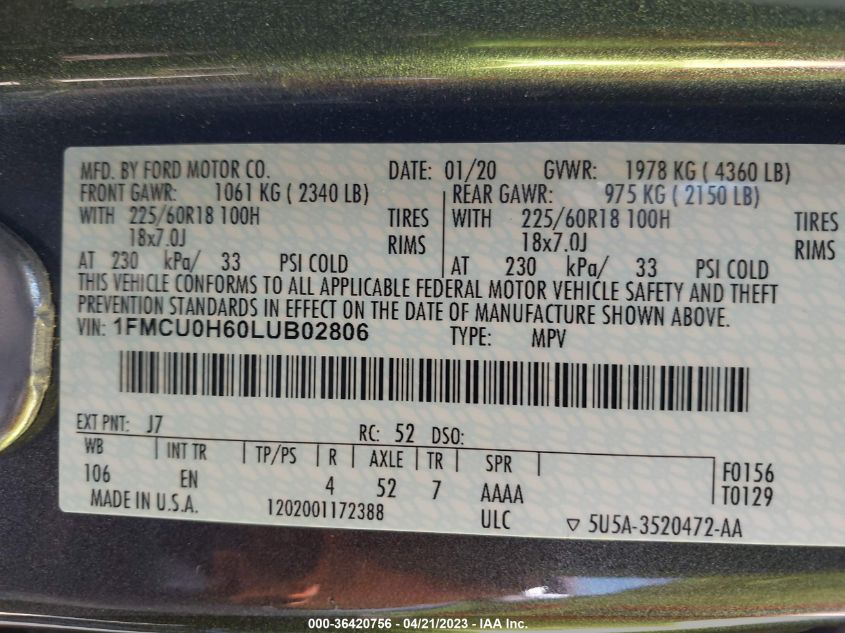 MFD. BY FORD MOTOR CO. DATE: 01/20 GVWR: 1978 KG ( 4360 LB)
FRONT GAWR: 1061 KG ( 2340 LB) REAR GAWR: 975 KG ( 2150 LB)
WITH 225/60R18 100H TIRES WITH 225/60R18 100H TIRES
18x7.0J RIMS 18x7.0J RIMS
AT 230 kPa/ 33 PSI COLD AT 230 kPa/ 33 PSI COLD
THIS VEHICLE CONFORMS TO ALL APPLICABLE FEDERAL MOTOR VEHICLE SAFETY AND THEFT
PREVENTION STANDARDS IN EFFECT ON THE DATE OF MANUFACTURE SHOWN ABOVE.
VIN: 1FMCU0H60LUB02806 TYPE: MPV
EXT PNT: J7 RC: 52 DSO:
WB INT TR TP/PS R AXLE TR SPR F0156
106 EN 4 52 7 AAAA T0129
MADE IN U.S.A. 1202001172388 ULC ▽ 5U5A-3520472-AA
000-36420756 - 04/21/2023 - IAA Inc.